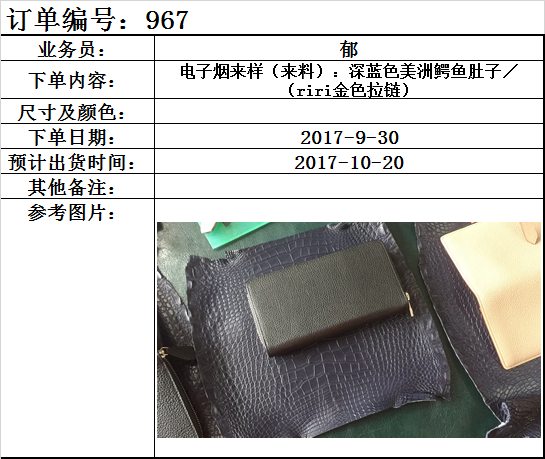 订单编号：967
业务员： 郁
下单内容： 电子烟来样（来料）：深蓝色美洲鳄鱼肚子／
（riri金色拉链）
尺寸及颜色：
下单日期： 2017-9-30
预计出货时间： 2017-10-20
其他备注：
参考图片：